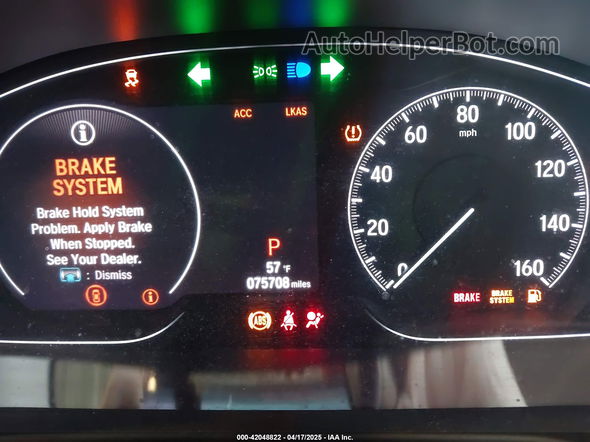 AutoHelperBot.com
ACC LKAS
BRAKE
SYSTEM
Brake Hold System
Problem. Apply Brake
When Stopped.
See Your Dealer.
: Dismiss
P
57 °F
075708 miles
ABS
0 20 40 60 80 100 120 140 160
mph
BRAKE
BRAKE
SYSTEM
000-42048822 - 04/17/2025 - IAA Inc.